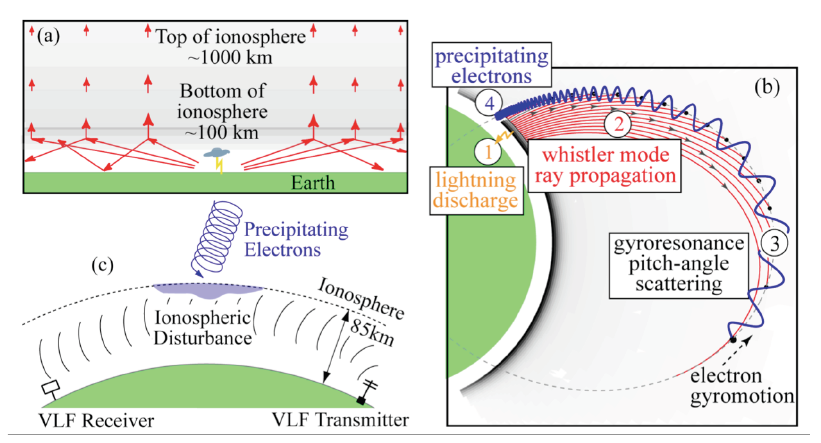 (a)
Top of ionosphere
~1000 km
Bottom of
ionosphere
~100 km
Earth
precipitating
electrons
(b)
4
2
1
whistler mode
ray propagation
lightning
discharge
3
gyroresonance
pitch-angle
scattering
electron
gyromotion
Precipitating
Electrons
(c)
Ionosphere
Ionospheric
Disturbance
85km
VLF Receiver
VLF Transmitter